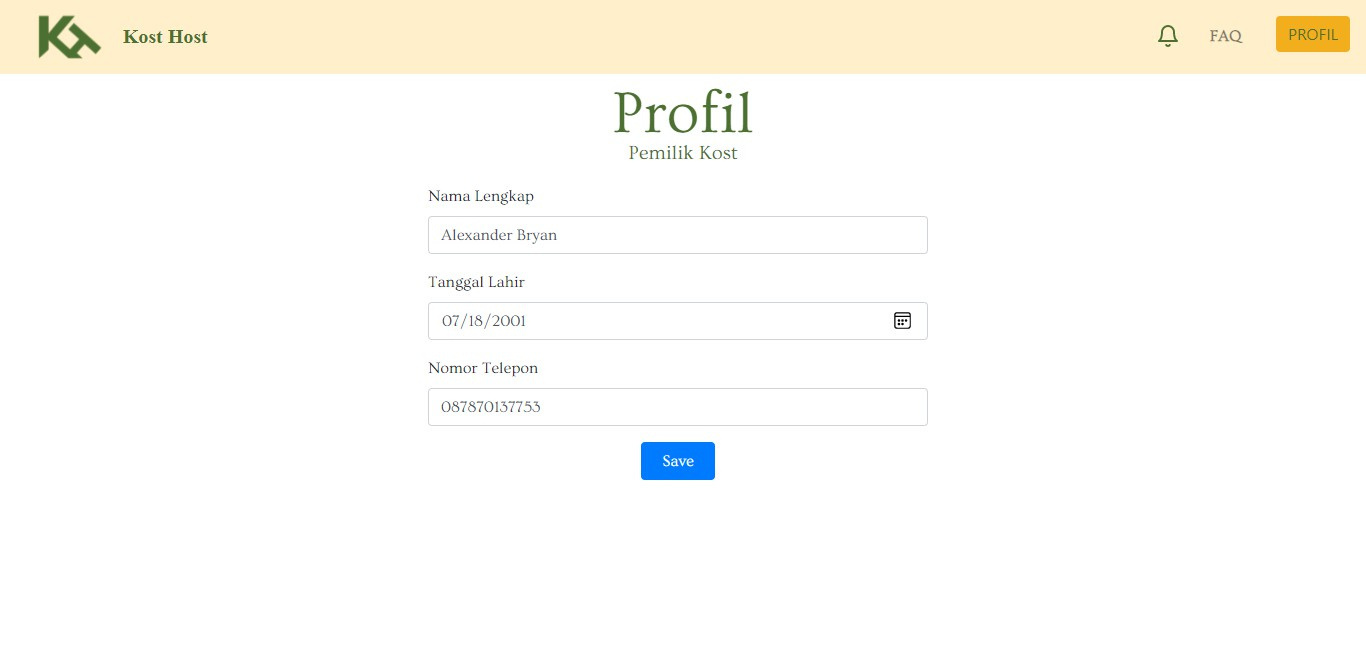 Kost Host
FAQ
PROFIL
Profil
Pemilik Kost
Nama Lengkap
Alexander Bryan
Tanggal Lahir
07/18/2001
Nomor Telepon
087870137753
Save